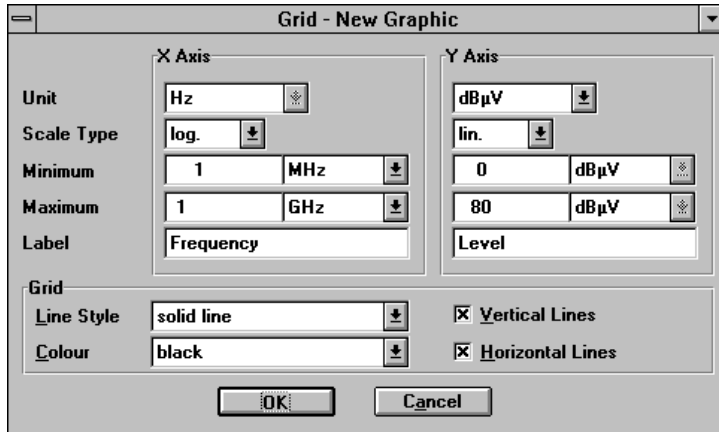 Grid - New Graphic
X Axis Y Axis
Unit Hz dBµV
Scale Type log. lin.
Minimum 1 MHz 0 dBµV
Maximum 1 GHz 80 dBµV
Label Frequency Level
Grid
Line Style solid line Vertical Lines
Colour black Horizontal Lines
OK Cancel